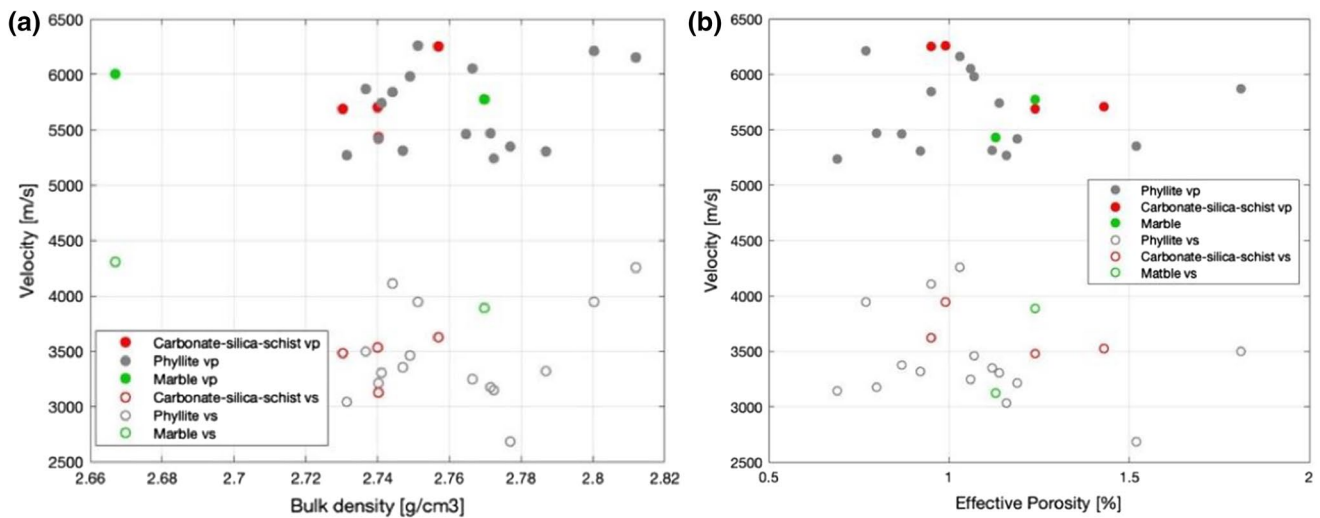 (a)
6500
6000
5500
5000
4500
4000
3500
3000
2500
Velocity [m/s]
Carbonate-silica-schist vp
Phyllite vp
Marble vp
Carbonate-silica-schist vs
Phyllite vs
Marble vs
2.66 2.68 2.7 2.72 2.74 2.76 2.78 2.8 2.82
Bulk density [g/cm3]
(b)
6500
6000
5500
5000
4500
4000
3500
3000
2500
Velocity [m/s]
Phyllite vp
Carbonate-silica-schist vp
Marble
Phyllite vs
Carbonate-silica-schist vs
Matble vs
0.5 1 1.5 2
Effective Porosity [%]